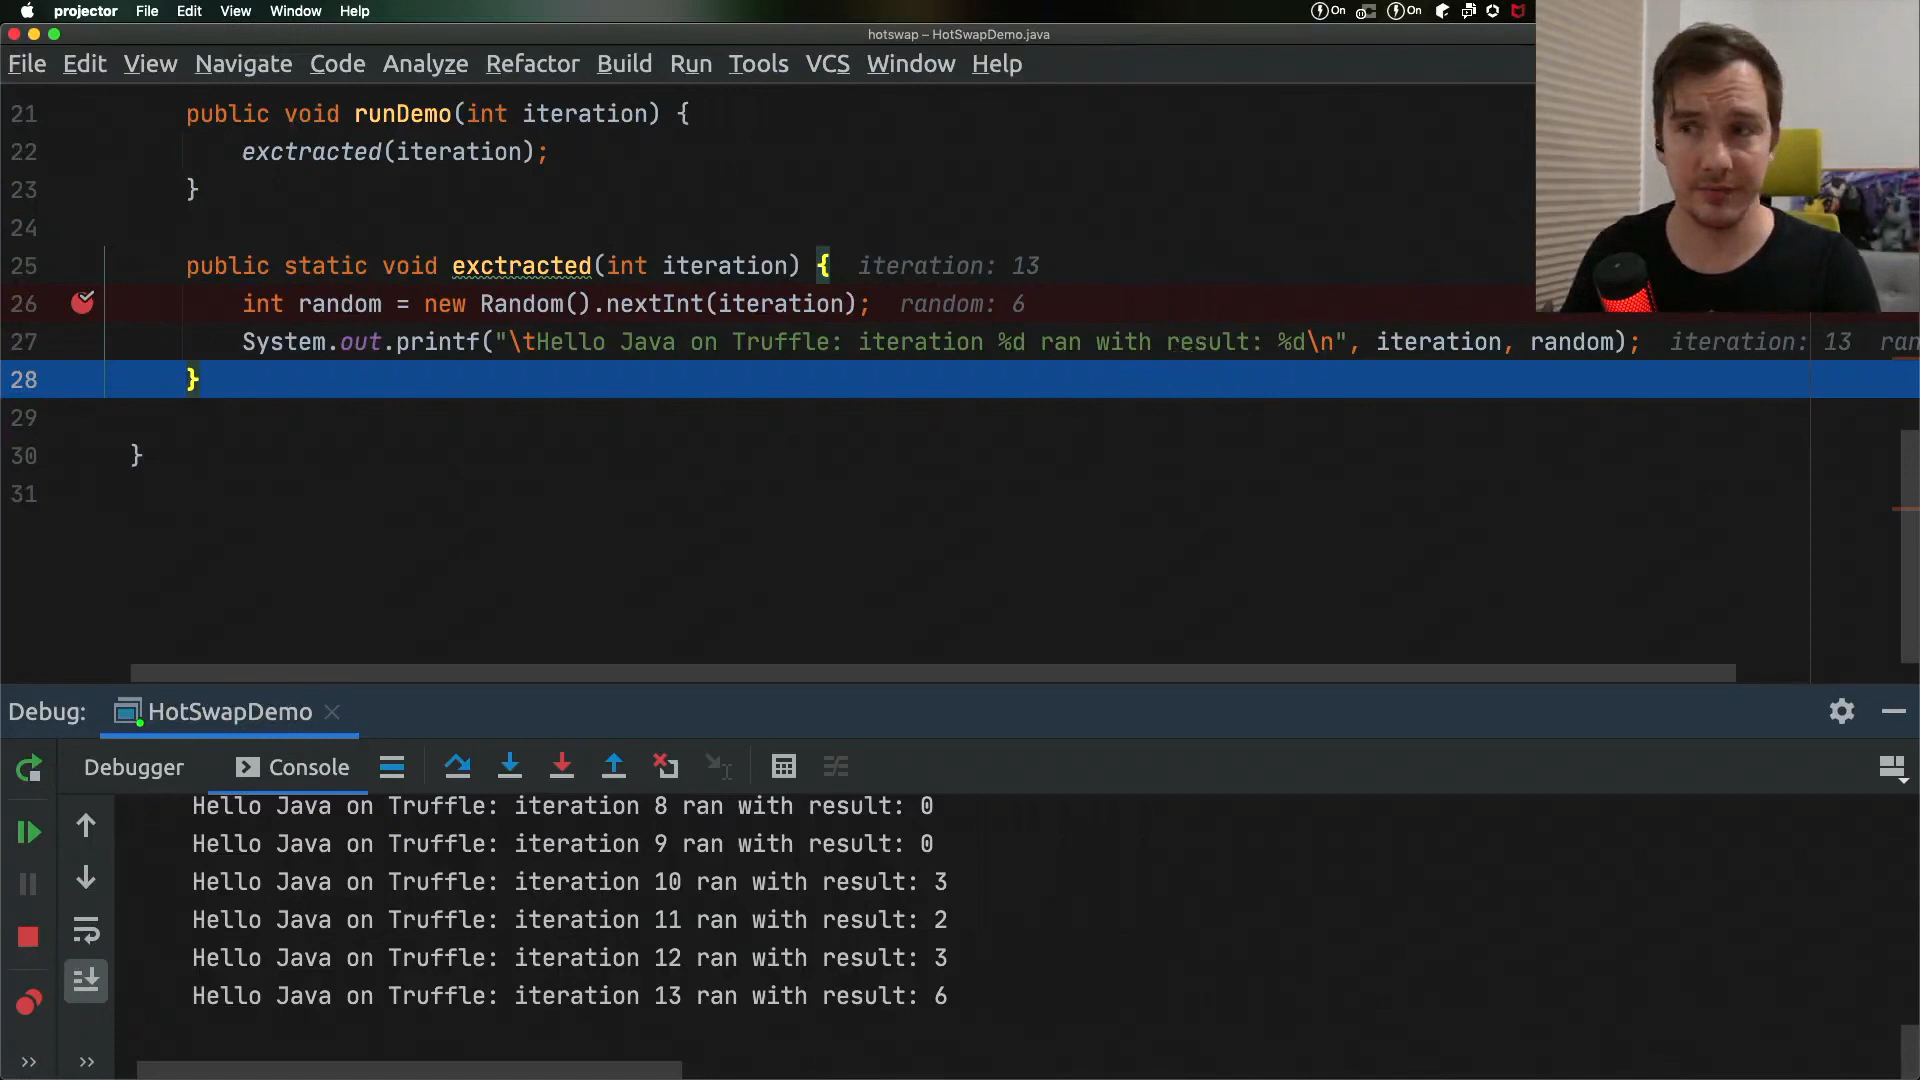 projector File Edit View Window Help On On
hotswap – HotSwapDemo.java
File Edit View Navigate Code Analyze Refactor Build Run Tools VCS Window Help
21 public void runDemo(int iteration) {
22 exctracted(iteration);
23 }
24
25 public static void exctracted(int iteration) { iteration: 13
26 int random = new Random().nextInt(iteration); random: 6
27 System.out.printf("\tHello Java on Truffle: iteration %d ran with result: %d\n", iteration, random); iteration: 13 ran
28 }
29
30 }
31
Debug: HotSwapDemo
Debugger Console
Hello Java on Truffle: iteration 8 ran with result: 0
Hello Java on Truffle: iteration 9 ran with result: 0
Hello Java on Truffle: iteration 10 ran with result: 3
Hello Java on Truffle: iteration 11 ran with result: 2
Hello Java on Truffle: iteration 12 ran with result: 3
Hello Java on Truffle: iteration 13 ran with result: 6